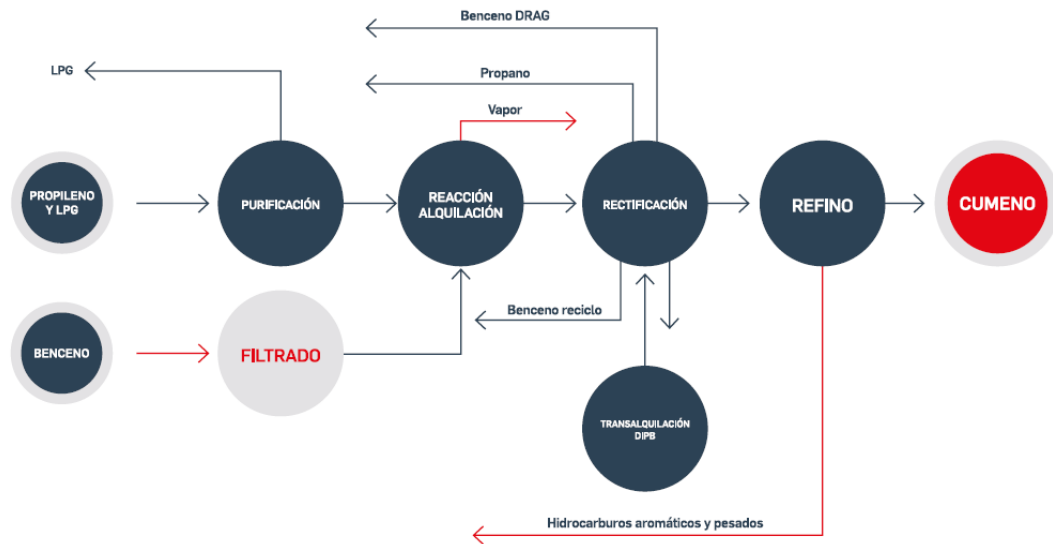 Benceno DRAG
LPG
Propano
Vapor
PROPILENO
Y LPG
PURIFICACIÓN
REACCIÓN
ALQUILACIÓN
RECTIFICACIÓN
REFINO
CUMENO
Benceno reciclo
BENCENO
FILTRADO
TRANSALQUILACIÓN
DIPB
Hidrocarburos aromáticos y pesados